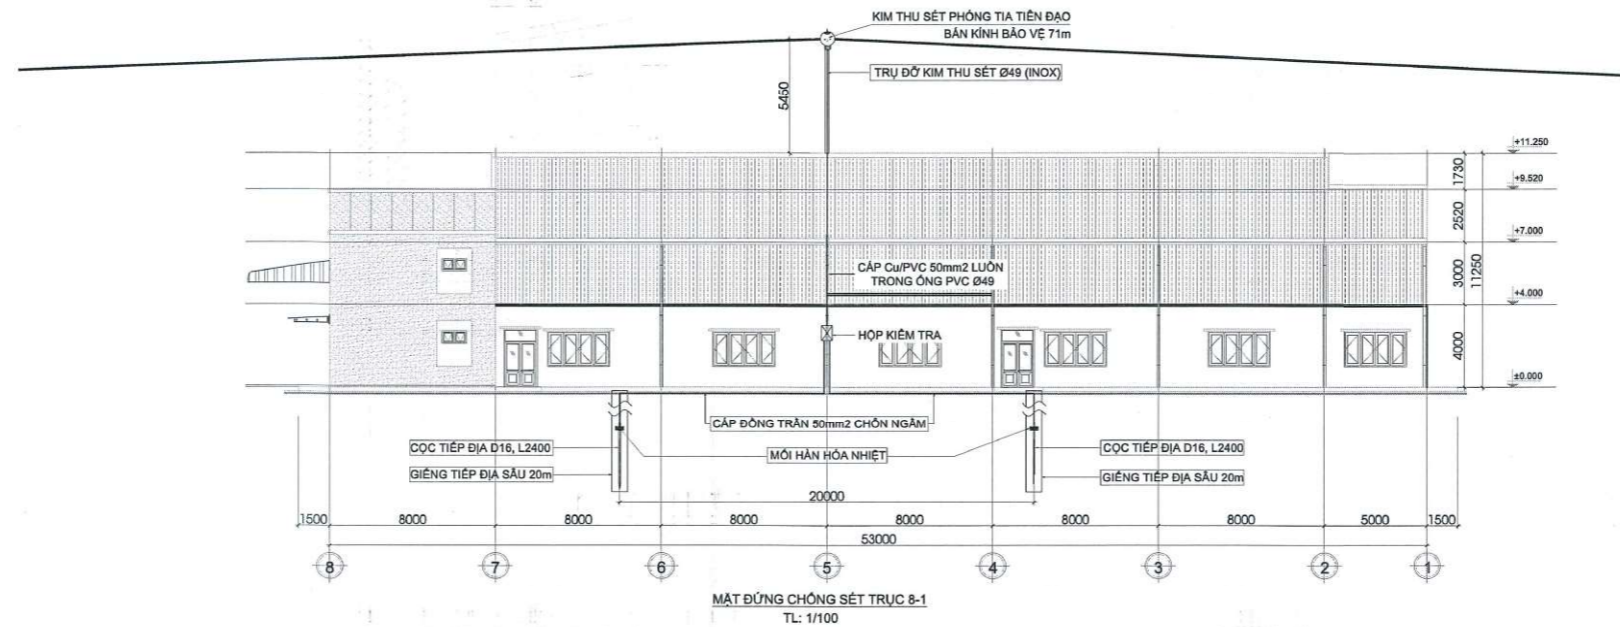 KIM THU SÉT PHÓNG TIA TIÊN ĐẠO
BÁN KÍNH BẢO VỆ 71m
TRỤ ĐỠ KIM THU SÉT Ø49 (INOX)
5450
+11.250
1730
+9.520
2520
+7.000
3000
11250
CÁP Cu/PVC 50mm2 LUỒN
TRONG ỐNG PVC Ø49
+4.000
HỘP KIỂM TRA
4000
±0.000
CÁP ĐỒNG TRẦN 50mm2 CHÔN NGẦM
CỌC TIẾP ĐỊA D16, L2400
MỐI HÀN HÓA NHIỆT
CỌC TIẾP ĐỊA D16, L2400
GIẾNG TIẾP ĐỊA SÂU 20m
GIẾNG TIẾP ĐỊA SÂU 20m
20000
1500 8000 8000 8000 8000 8000 8000 5000 1500
53000
8 7 6 5 4 3 2 1
MẶT ĐỨNG CHỐNG SÉT TRỤC 8-1
TL: 1/100